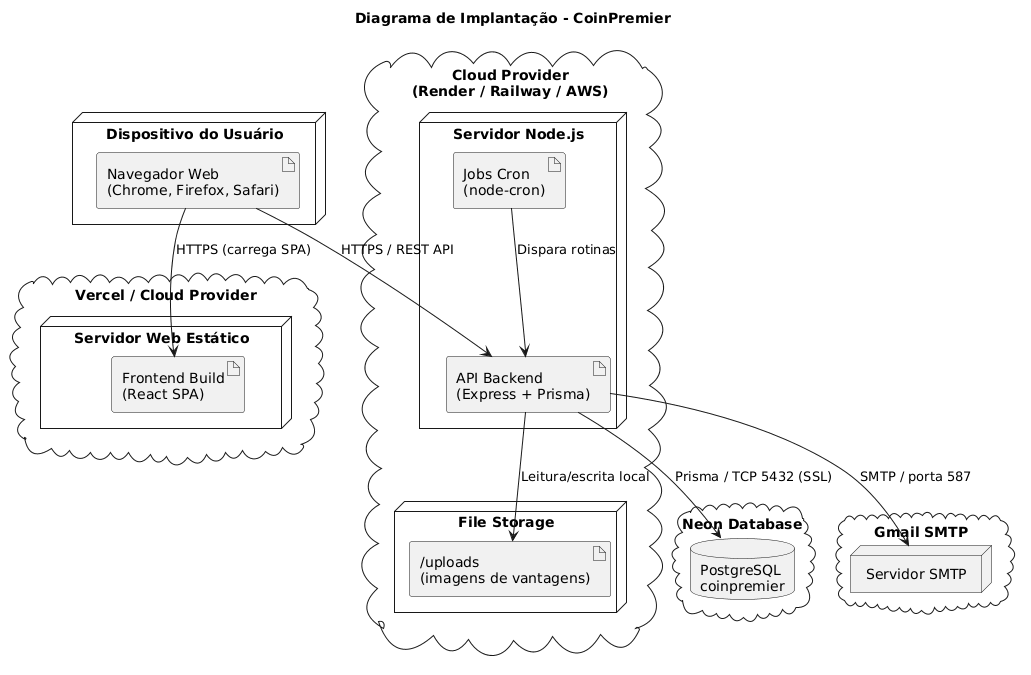 Diagrama de Implantação - CoinPremier
Cloud Provider
(Render / Railway / AWS)
Dispositivo do Usuário
Navegador Web
(Chrome, Firefox, Safari)
Servidor Node.js
Jobs Cron
(node-cron)
HTTPS (carrega SPA)
HTTPS / REST API
Dispara rotinas
Vercel / Cloud Provider
Servidor Web Estático
Frontend Build
(React SPA)
API Backend
(Express + Prisma)
Leitura/escrita local
Prisma / TCP 5432 (SSL)
SMTP / porta 587
File Storage
/uploads
(imagens de vantagens)
Neon Database
PostgreSQL
coinpremier
Gmail SMTP
Servidor SMTP